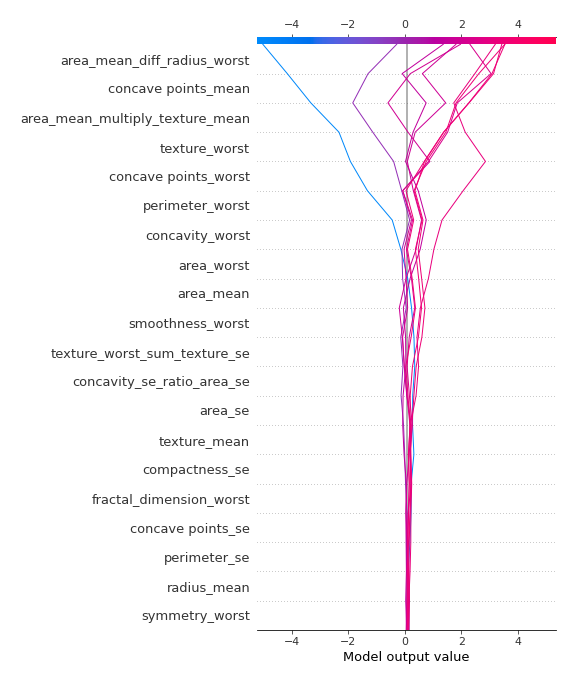 −4 −2 0 2 4
area_mean_diff_radius_worst
concave points_mean
area_mean_multiply_texture_mean
texture_worst
concave points_worst
perimeter_worst
concavity_worst
area_worst
area_mean
smoothness_worst
texture_worst_sum_texture_se
concavity_se_ratio_area_se
area_se
texture_mean
compactness_se
fractal_dimension_worst
concave points_se
perimeter_se
radius_mean
symmetry_worst
−4 −2 0 2 4
Model output value